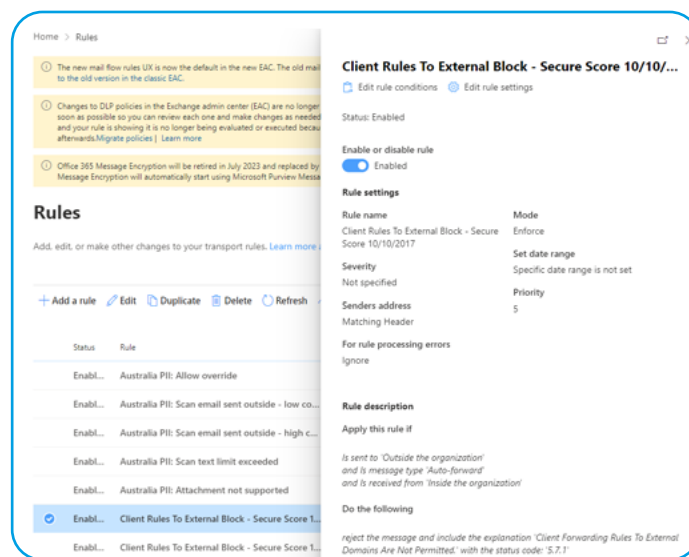 Home > Rules
The new mail flow rules UX is now the default in the new EAC. The old mail
to the old version in the classic EAC.
Changes to DLP policies in the Exchange admin center (EAC) are no longer
soon as possible so you can review each one and make changes as needed
and your rule is showing it is no longer being evaluated or executed becau
afterwards.Migrate policies | Learn more
Office 365 Message Encryption will be retired in July 2023 and replaced by
Message Encryption will automatically start using Microsoft Purview Messa
Rules
Add, edit, or make other changes to your transport rules. Learn more a
Add a rule Edit Duplicate Delete Refresh
Status Rule
Enabl... Australia PII: Allow override
Enabl... Australia PII: Scan email sent outside - low co...
Enabl... Australia PII: Scan email sent outside - high c...
Enabl... Australia PII: Scan text limit exceeded
Enabl... Australia PII: Attachment not supported
Enabl... Client Rules To External Block - Secure Score 1...
Enabl... Client Rules To External Block - Secure Score 1...
Client Rules To External Block - Secure Score 10/10/...
Edit rule conditions Edit rule settings
Status: Enabled
Enable or disable rule
Enabled
Rule settings
Rule name
Client Rules To External Block - Secure
Score 10/10/2017
Mode
Enforce
Set date range
Specific date range is not set
Severity
Not specified
Priority
5
Senders address
Matching Header
For rule processing errors
Ignore
Rule description
Apply this rule if
Is sent to 'Outside the organization'
and Is message type 'Auto-forward'
and Is received from 'Inside the organization'
Do the following
reject the message and include the explanation 'Client Forwarding Rules To External
Domains Are Not Permitted.' with the status code: '5.7.1'